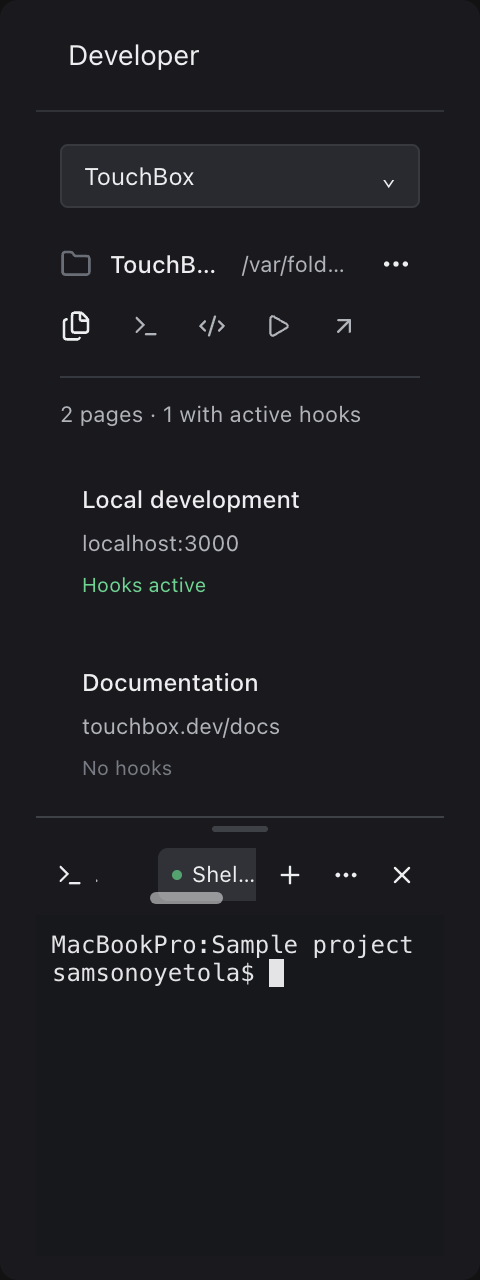 Developer
TouchBox
TouchB... /var/fold...
2 pages · 1 with active hooks
Local development
localhost:3000
Hooks active
Documentation
touchbox.dev/docs
No hooks
Shel...
MacBookPro:Sample project
samsonoyetola$